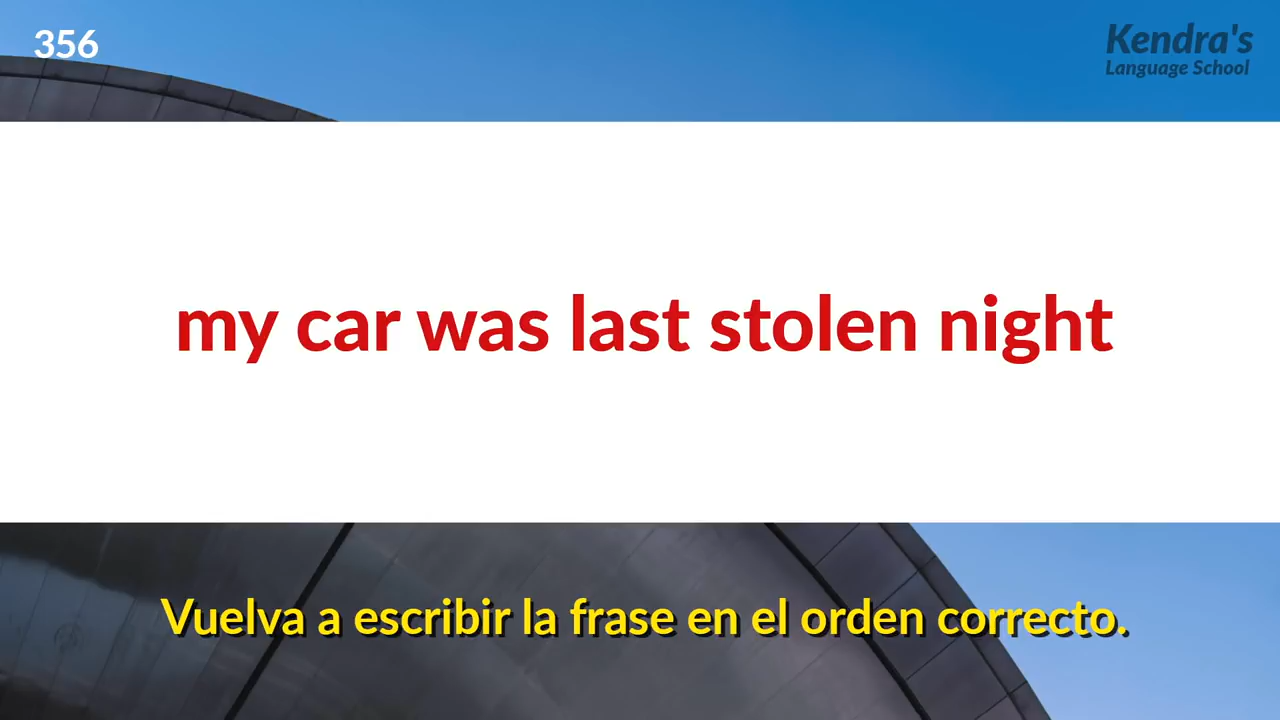 356
Kendra's
Language School
my car was last stolen night
Vuelva a escribir la frase en el orden correcto.